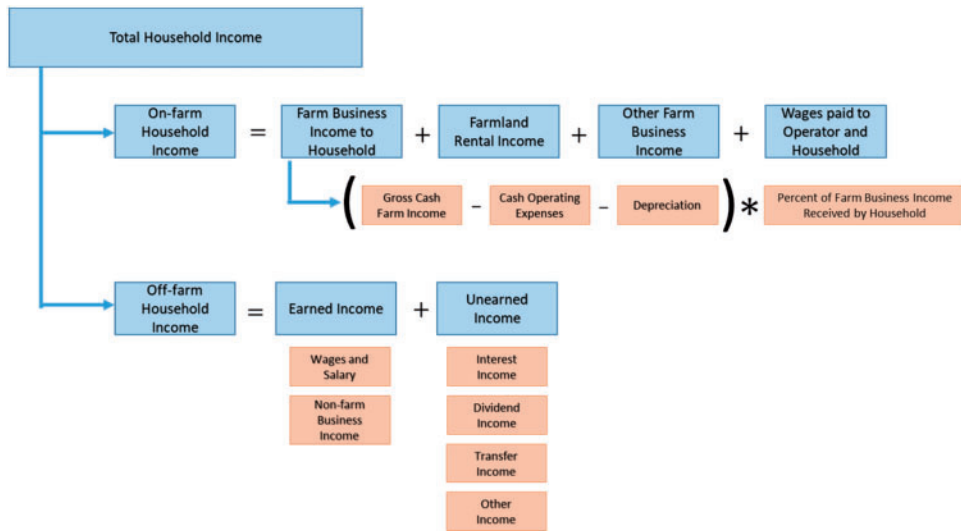 Total Household Income
On-farm
Household
Income
=
Farm Business
Income to
Household
+
Farmland
Rental Income
+
Other Farm
Business
Income
+
Wages paid to
Operator and
Household
(
Gross Cash
Farm Income
–
Cash Operating
Expenses
–
Depreciation
)
*
Percent of Farm Business Income
Received by Household
Off-farm
Household
Income
=
Earned Income
+
Unearned
Income
Wages and
Salary
Non-farm
Business
Income
Interest
Income
Dividend
Income
Transfer
Income
Other
Income